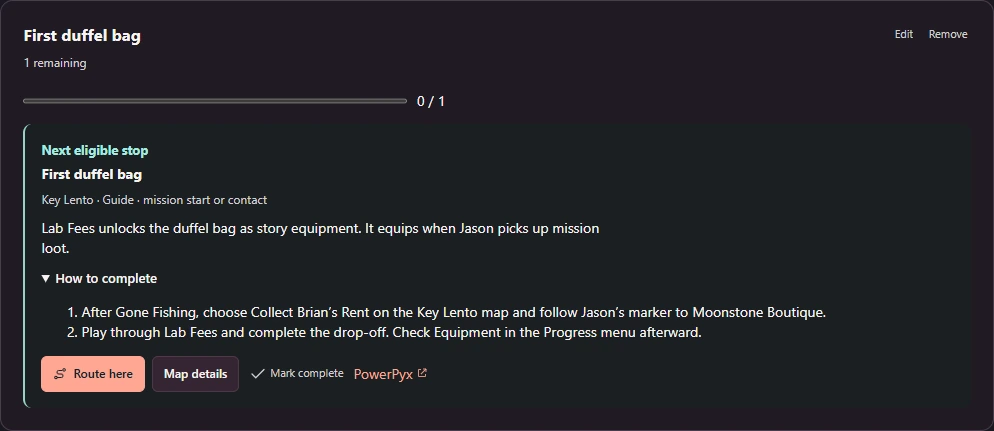 First duffel bag
Edit
Remove
1 remaining
0 / 1
Next eligible stop
First duffel bag
Key Lento · Guide · mission start or contact
Lab Fees unlocks the duffel bag as story equipment. It equips when Jason picks up mission
loot.
▼ How to complete
1. After Gone Fishing, choose Collect Brian’s Rent on the Key Lento map and follow Jason’s marker to Moonstone Boutique.
2. Play through Lab Fees and complete the drop-off. Check Equipment in the Progress menu afterward.
Route here
Map details
Mark complete
PowerPyx